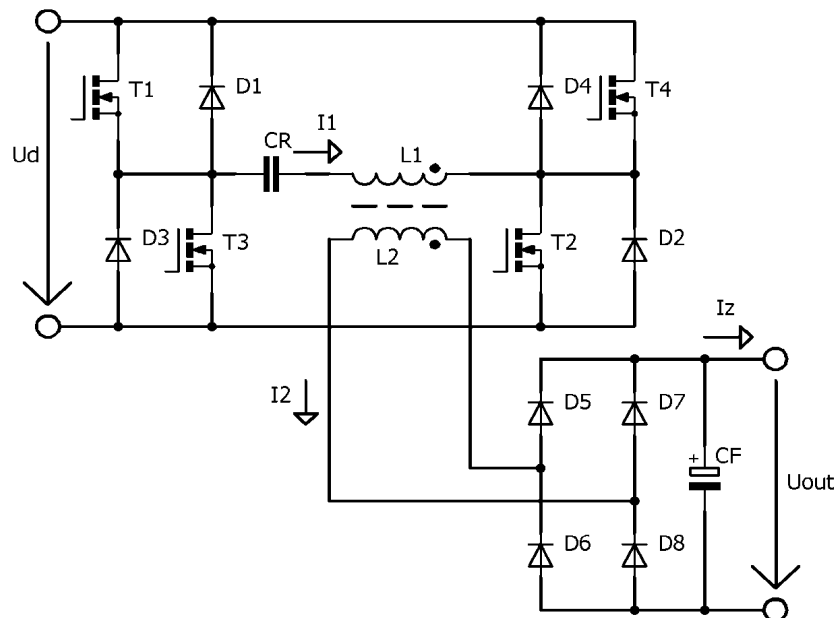 T1
D1
D4
T4
I1
Ud
CR
L1
D3
T3
L2
T2
D2
Iz
I2
D5
D7
+
CF
Uout
D6
D8